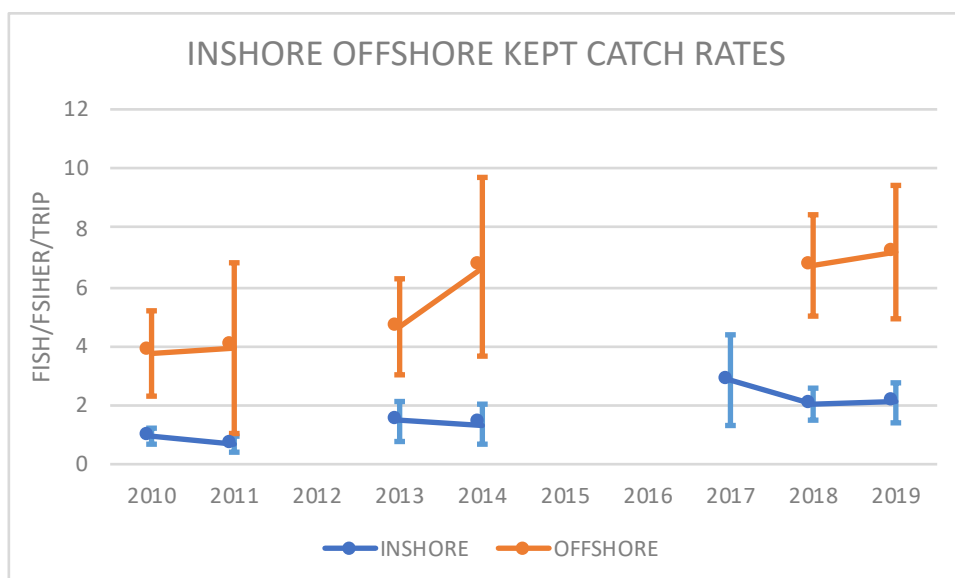 INSHORE OFFSHORE KEPT CATCH RATES
12
10
8
6
4
2
0
FISH/FSIHER/TRIP
2010 2011 2012 2013 2014 2015 2016 2017 2018 2019
INSHORE OFFSHORE